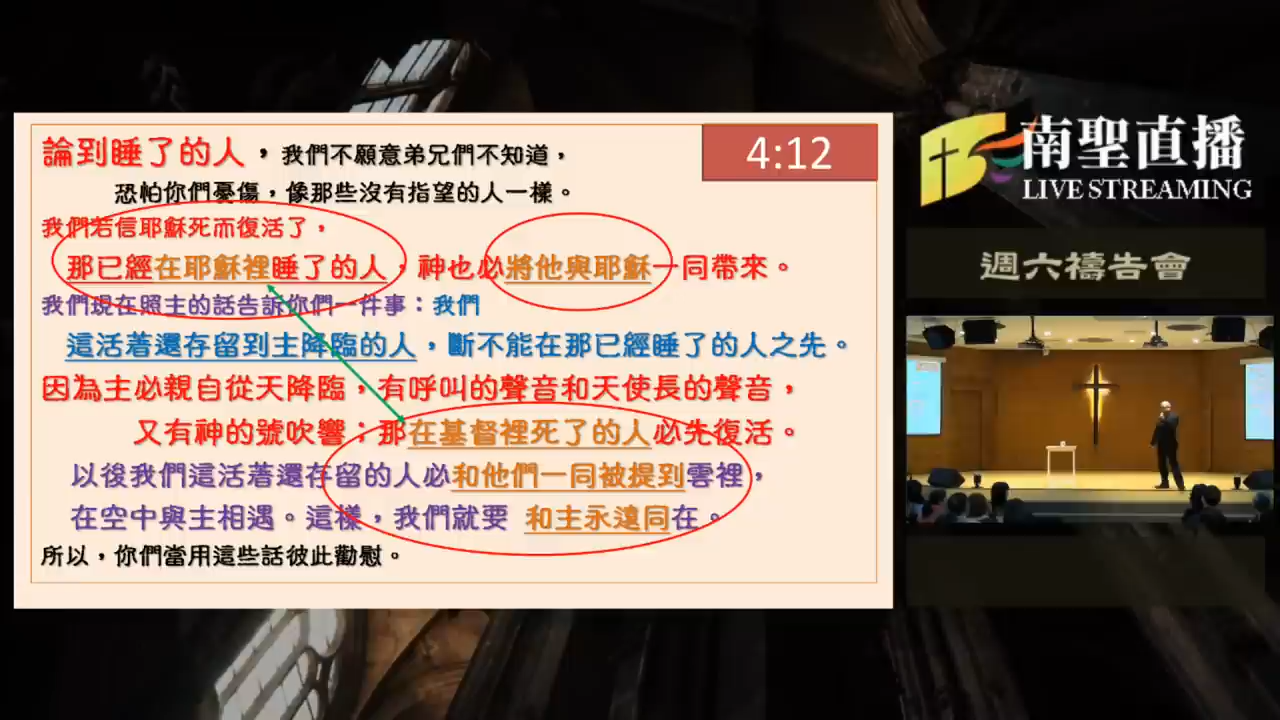 論到睡了的人，我們不願意弟兄們不知道，
恐怕你們憂傷，像那些沒有指望的人一樣。
我們若信耶穌死而復活了，
那已經在耶穌裡睡了的人，神也必將他與耶穌一同帶來。
我們現在照主的話告訴你們一件事：我們
這活著還存留到主降臨的人，斷不能在那已經睡了的人之先。
因為主必親自從天降臨，有呼叫的聲音和天使長的聲音，
又有神的號吹響；那在基督裡死了的人必先復活。
以後我們這活著還存留的人必和他們一同被提到雲裡，
在空中與主相遇。這樣，我們就要 和主永遠同在。
所以，你們當用這些話彼此勸慰。
4:12
南聖直播
LIVE STREAMING
週六禱告會